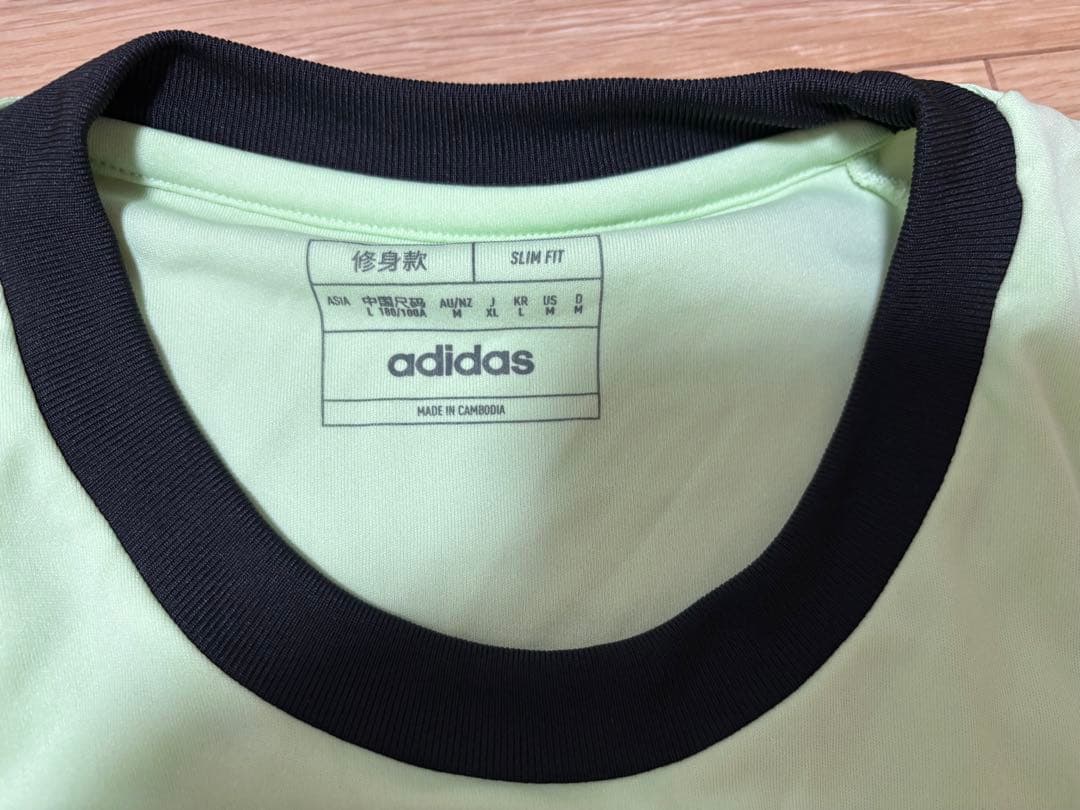 修身款 SLIM FIT
ASIA 中国尺码 AU/NZ J KR US D
L 180/100A M XL L M M
adidas
MADE IN CAMBODIA